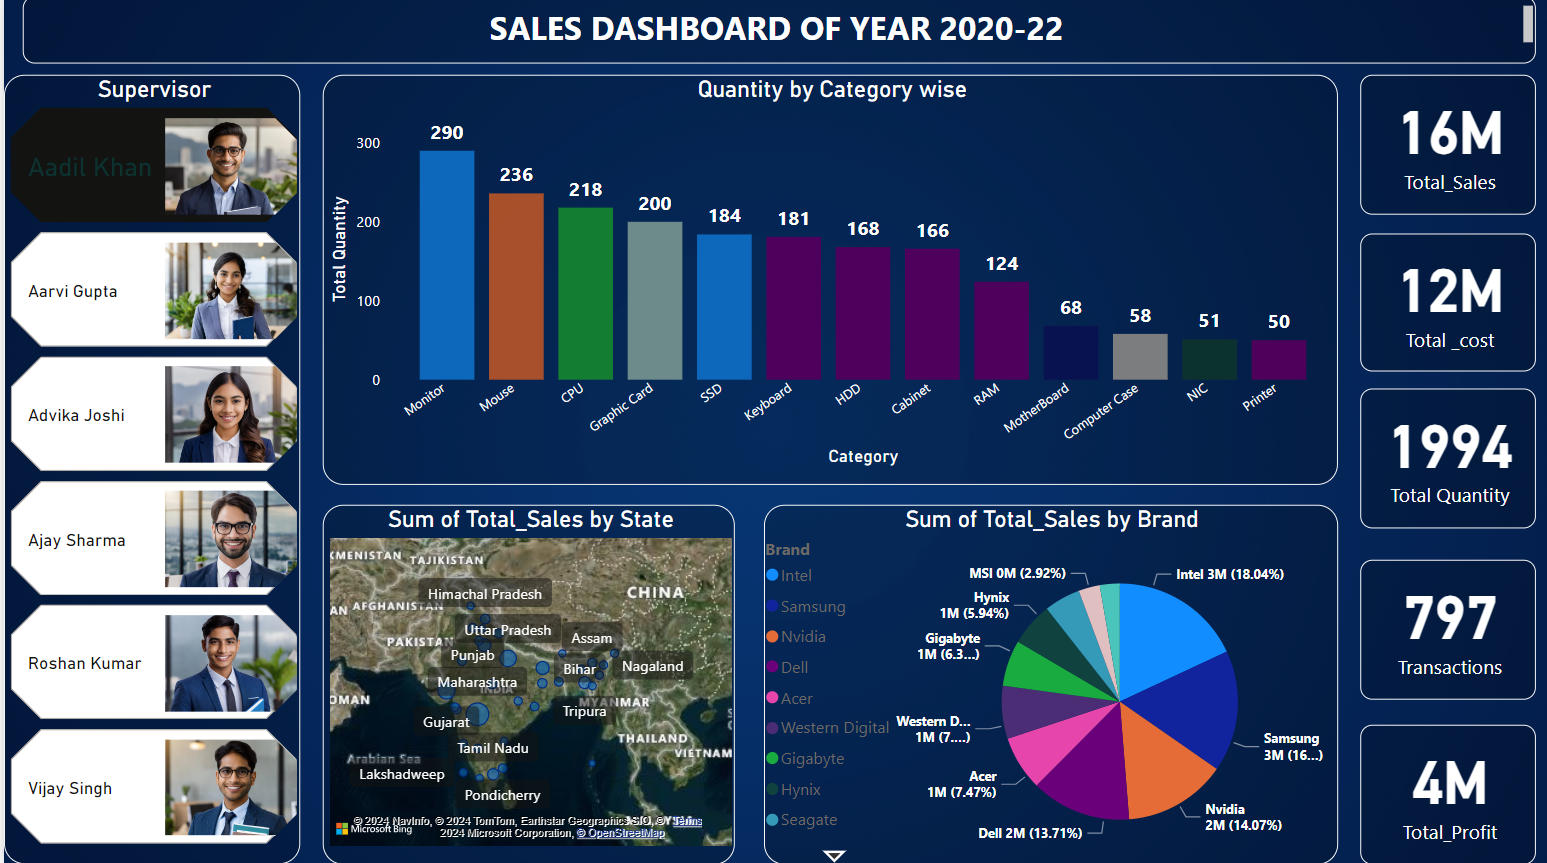 SALES DASHBOARD OF YEAR 2020-22
Supervisor
Aadil Khan
Aarvi Gupta
Advika Joshi
Ajay Sharma
Roshan Kumar
Vijay Singh
Quantity by Category wise
Total Quantity
300
200
100
0
290
236
218
200
184
181
168
166
124
68
58
51
50
Monitor
Mouse
CPU
Graphic Card
SSD
Keyboard
HDD
Cabinet
RAM
MotherBoard
Computer Case
NIC
Printer
Category
Sum of Total_Sales by State
KMENISTAN
TAJIKISTAN
CHINA
Himachal Pradesh
AN AFGHANISTAN
Uttar Pradesh
Assam
PAKISTAN
Punjab
Bihar
Nagaland
Maharashtra
INDIA
OMAN
MYANMAR
Gujarat
Tripura
THAILAND
Tamil Nadu
VIETNAM
Arabian Sea
Lakshadweep
Pondicherry
Microsoft Bing
© 2024 NavInfo, © 2024 TomTom, Earthstar Geographics SIO, © Terms
2024 Microsoft Corporation, © OpenStreetMap
Sum of Total_Sales by Brand
Brand
Intel
Samsung
Nvidia
Dell
Acer
Western Digital
Gigabyte
Hynix
Seagate
MSI 0M (2.92%)
Intel 3M (18.04%)
Hynix
1M (5.94%)
Gigabyte
1M (6.3...)
Western D...
1M (7....)
Acer
1M (7.47%)
Dell 2M (13.71%)
Nvidia
2M (14.07%)
Samsung
3M (16...)
16M
Total_Sales
12M
Total _cost
1994
Total Quantity
797
Transactions
4M
Total_Profit